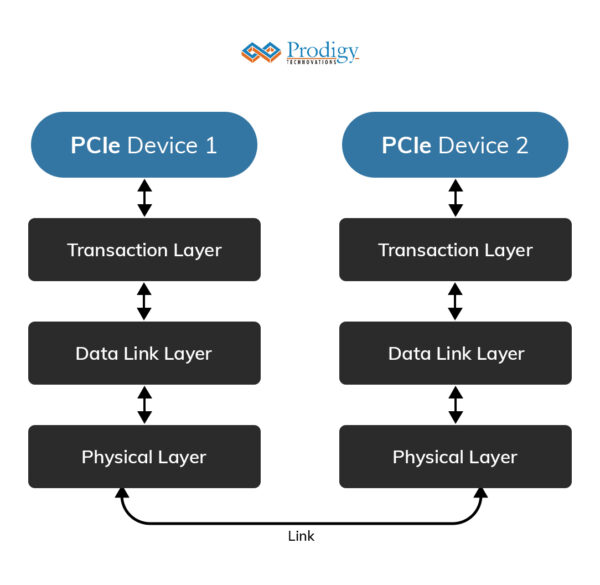 Prodigy
TECHNOVATIONS
PCIe Device 1
PCIe Device 2
Transaction Layer
Transaction Layer
Data Link Layer
Data Link Layer
Physical Layer
Physical Layer
Link